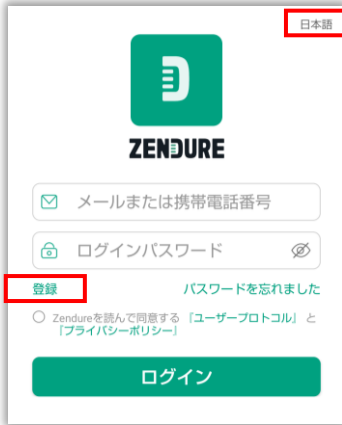 日本語
ZENDURE
メールまたは携帯電話番号
ログインパスワード
登録 パスワードを忘れました
Zendureを読んで同意する 『ユーザープロトコル』 と
『プライバシーポリシー』
ログイン